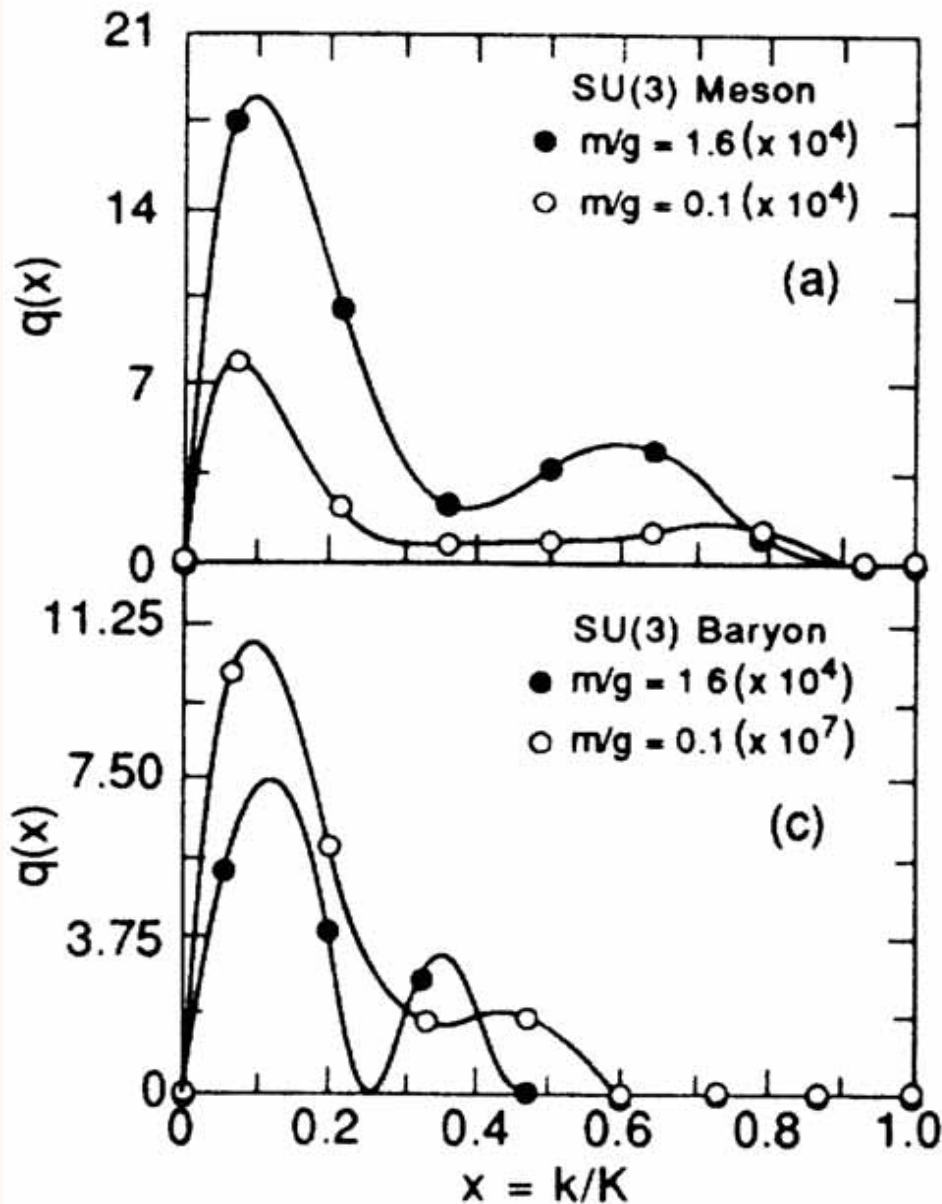 21
SU(3) Meson
● m/g = 1.6 (x 10⁴)
○ m/g = 0.1 (x 10⁴)
14
(a)
q(x)
7
0
11.25
SU(3) Baryon
● m/g = 1 6 (x 10⁴)
○ m/g = 0.1 (x 10⁷)
7.50
(c)
q(x)
3.75
0
0 0.2 0.4 0.6 0.8 1.0
x = k/K